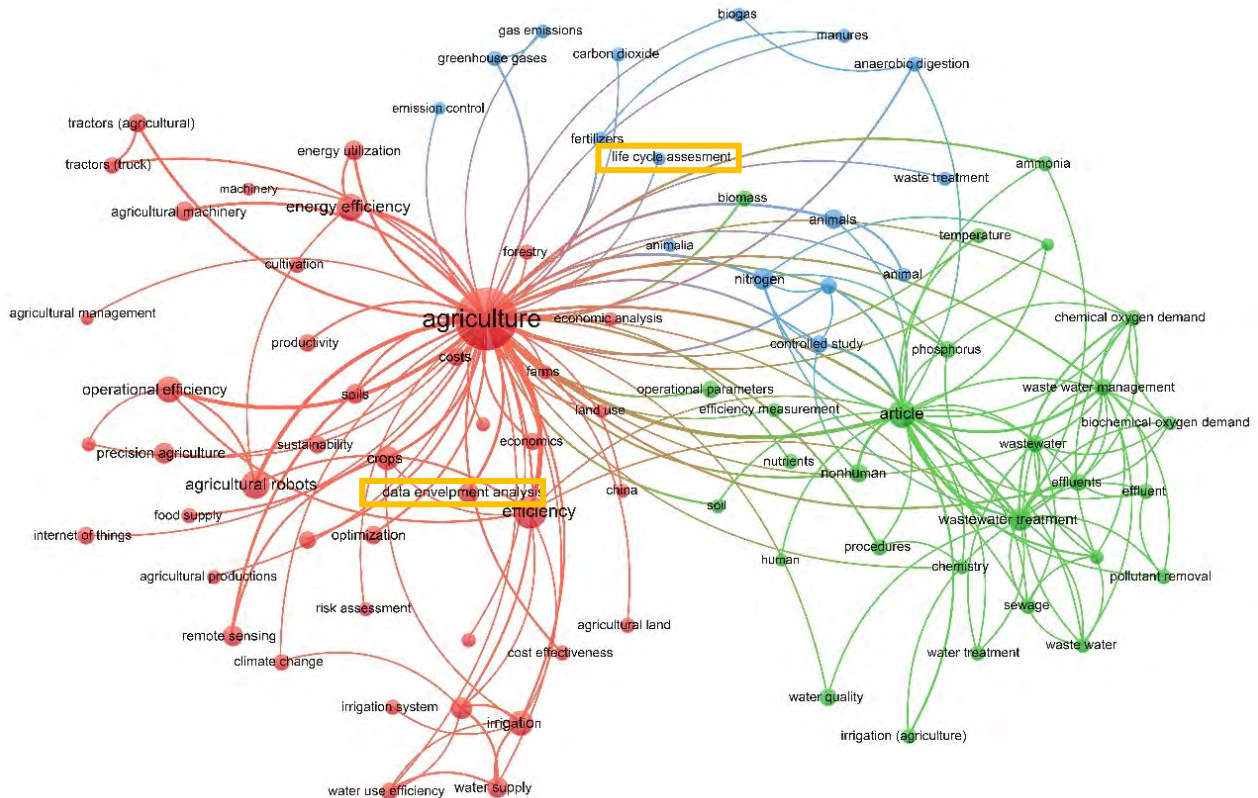 biogas
gas emissions
manures
greenhouse gases
carbon dioxide
anaerobic digestion
emission control
tractors (agricultural)
fertilizers
energy utilization
life cycle assesment
tractors (truck)
ammonia
waste treatment
machinery
biomass
energy efficiency
agricultural machinery
animals
temperature
animalia
forestry
cultivation
nitrogen
animal
agricultural management
agriculture
economic analysis
chemical oxygen demand
productivity
controlled study
phosphorus
costs
farms
operational efficiency
soils
operational parameters
waste water management
land use
efficiency measurement
article
biochemical oxygen demand
sustainability
economics
wastewater
precision agriculture
crops
nutrients
nonhuman
agricultural robots
effluents
effluent
data envelpment analysis
china
soil
efficiency
food supply
wastewater treatment
internet of things
optimization
procedures
human
chemistry
agricultural productions
pollutant removal
risk assessment
sewage
agricultural land
remote sensing
waste water
climate change
cost effectiveness
water treatment
water quality
irrigation system
irrigation
irrigation (agriculture)
water use efficiency
water supply